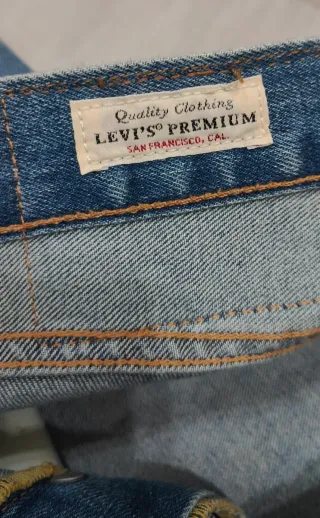 Quality Clothing
LEVI'S® PREMIUM
SAN FRANCISCO, CAL.